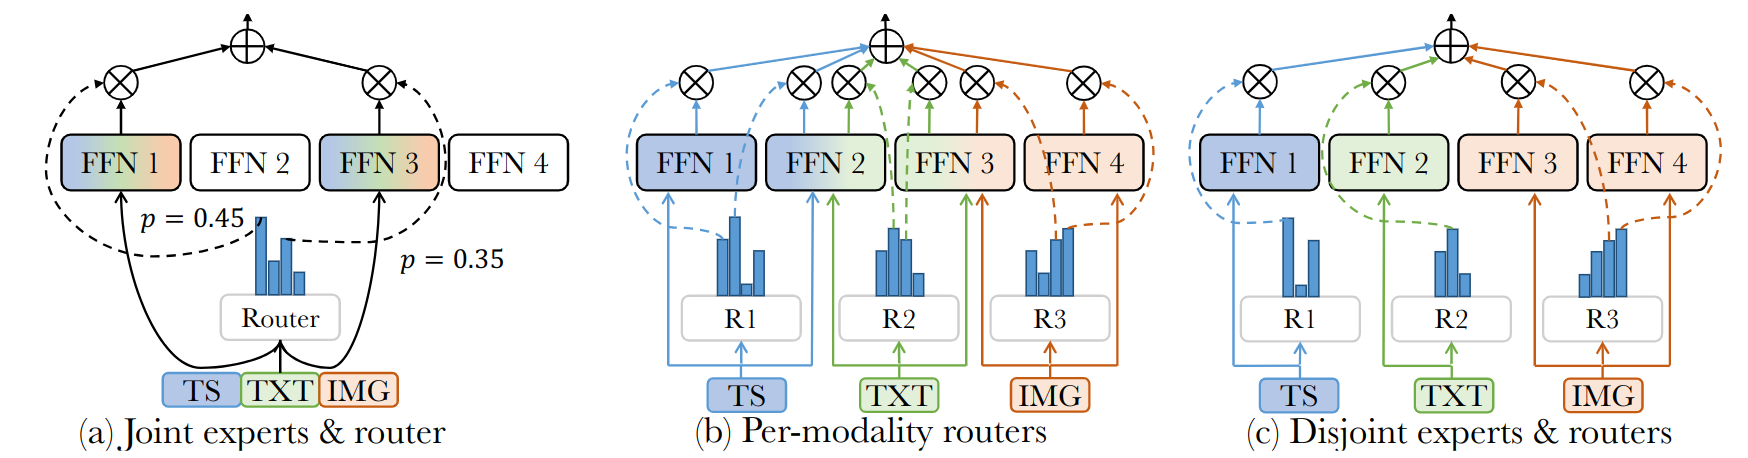 FFN 1
FFN 2
FFN 3
FFN 4
p = 0.45
p = 0.35
Router
TS
TXT
IMG
(a) Joint experts & router
FFN 1
FFN 2
FFN 3
FFN 4
R1
R2
R3
TS
TXT
IMG
(b) Per-modality routers
FFN 1
FFN 2
FFN 3
FFN 4
R1
R2
R3
TS
TXT
IMG
(c) Disjoint experts & routers